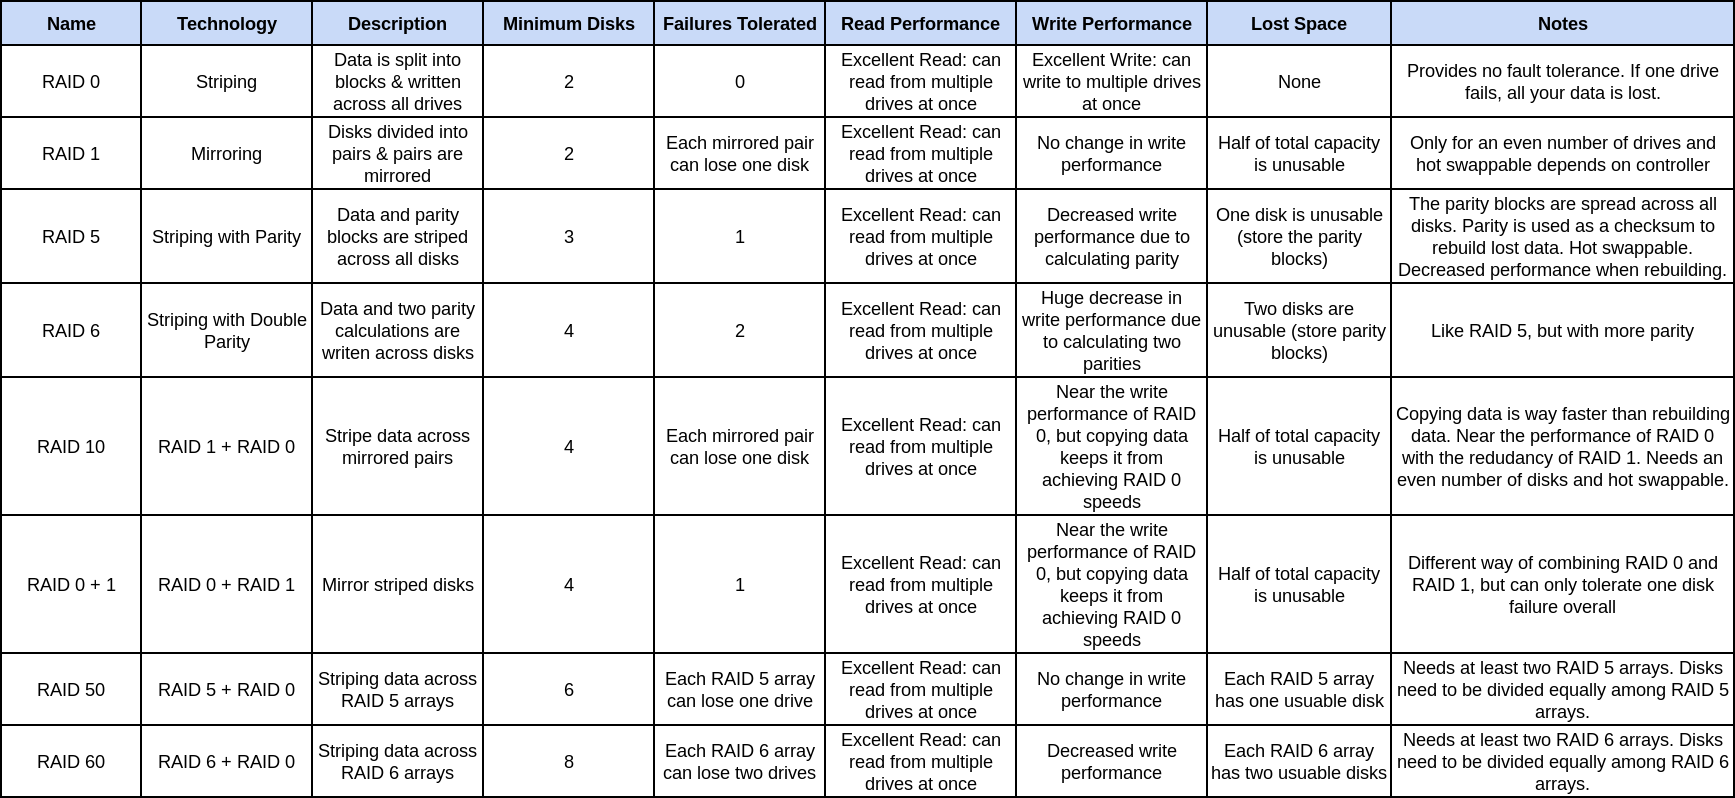 Name Technology Description Minimum Disks Failures Tolerated Read Performance Write Performance Lost Space Notes
RAID 0
Striping
Data is split into
blocks & written
across all drives
2
0
Excellent Read: can
read from multiple
drives at once
Excellent Write: can
write to multiple drives
at once
None
Provides no fault tolerance. If one drive
fails, all your data is lost.
RAID 1
Mirroring
Disks divided into
pairs & pairs are
mirrored
2
Each mirrored pair
can lose one disk
Excellent Read: can
read from multiple
drives at once
No change in write
performance
Half of total capacity
is unusable
Only for an even number of drives and
hot swappable depends on controller
RAID 5
Striping with Parity
Data and parity
blocks are striped
across all disks
3
1
Excellent Read: can
read from multiple
drives at once
Decreased write
performance due to
calculating parity
One disk is unusable
(store the parity
blocks)
The parity blocks are spread across all
disks. Parity is used as a checksum to
rebuild lost data. Hot swappable.
Decreased performance when rebuilding.
RAID 6
Striping with Double
Parity
Data and two parity
calculations are
writen across disks
4
2
Excellent Read: can
read from multiple
drives at once
Huge decrease in
write performance due
to calculating two
parities
Two disks are
unusable (store parity
blocks)
Like RAID 5, but with more parity
RAID 10
RAID 1 + RAID 0
Stripe data across
mirrored pairs
4
Each mirrored pair
can lose one disk
Excellent Read: can
read from multiple
drives at once
Near the write
performance of RAID
0, but copying data
keeps it from
achieving RAID 0
speeds
Half of total capacity
is unusable
Copying data is way faster than rebuilding
data. Near the performance of RAID 0
with the redudancy of RAID 1. Needs an
even number of disks and hot swappable.
RAID 0 + 1
RAID 0 + RAID 1
Mirror striped disks
4
1
Excellent Read: can
read from multiple
drives at once
Near the write
performance of RAID
0, but copying data
keeps it from
achieving RAID 0
speeds
Half of total capacity
is unusable
Different way of combining RAID 0 and
RAID 1, but can only tolerate one disk
failure overall
RAID 50
RAID 5 + RAID 0
Striping data across
RAID 5 arrays
6
Each RAID 5 array
can lose one drive
Excellent Read: can
read from multiple
drives at once
No change in write
performance
Each RAID 5 array
has one usuable disk
Needs at least two RAID 5 arrays. Disks
need to be divided equally among RAID 5
arrays.
RAID 60
RAID 6 + RAID 0
Striping data across
RAID 6 arrays
8
Each RAID 6 array
can lose two drives
Excellent Read: can
read from multiple
drives at once
Decreased write
performance
Each RAID 6 array
has two usuable disks
Needs at least two RAID 6 arrays. Disks
need to be divided equally among RAID 6
arrays.